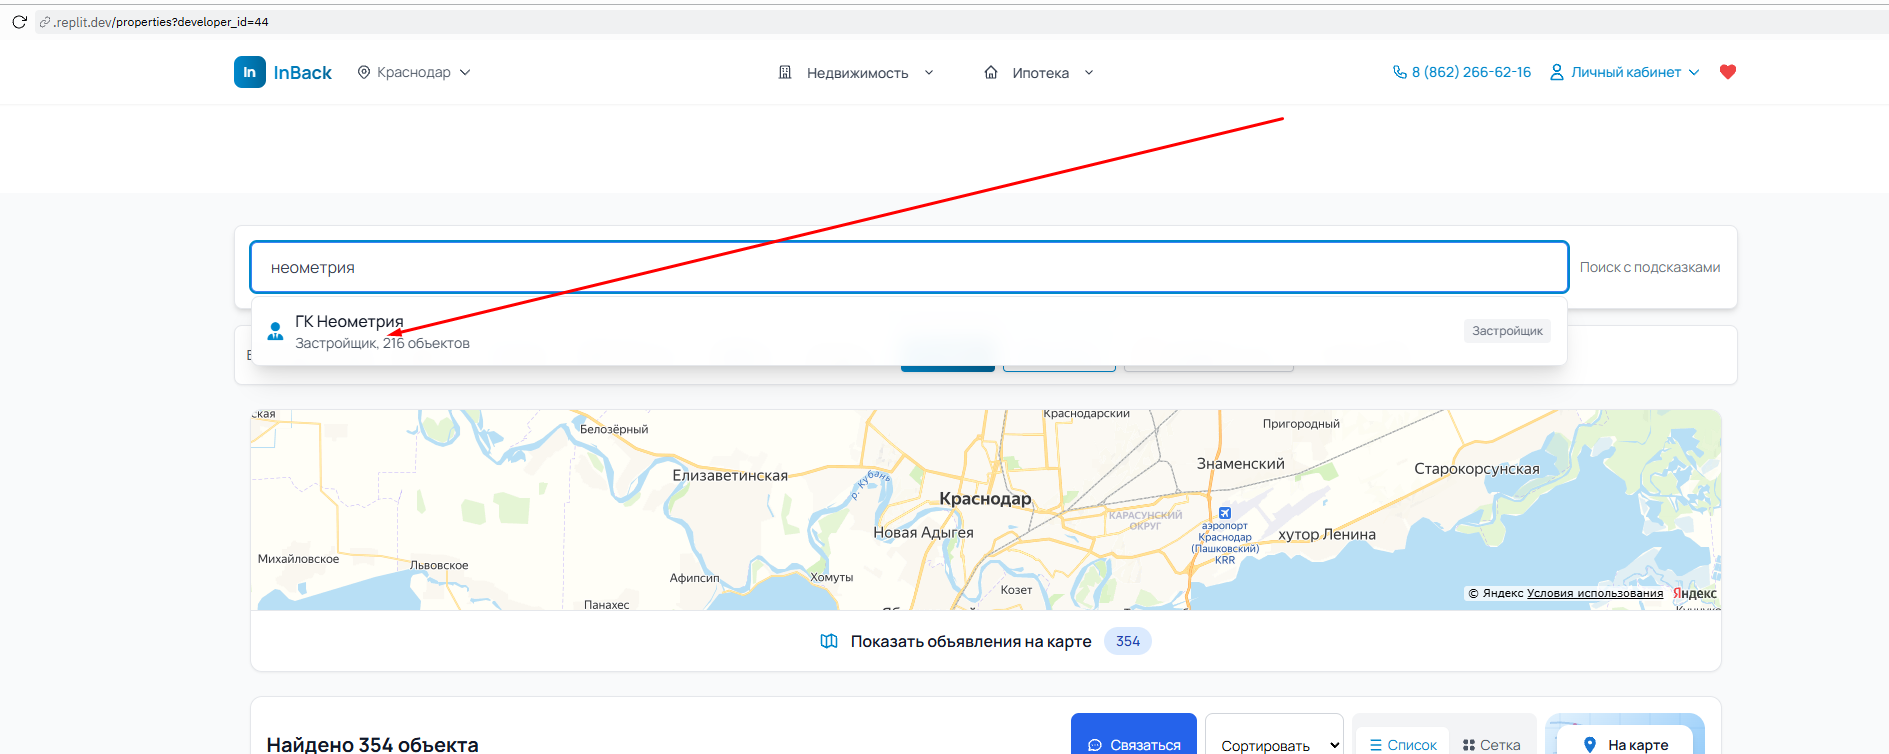 .replit.dev/properties?developer_id=44
In InBack Краснодар Недвижимость Ипотека 8 (862) 266-62-16 Личный кабинет
неометрия
Поиск с подсказками
ГК Неометрия
Застройщик, 216 объектов
Застройщик
ская
Белозёрный
Краснодарский
Пригородный
Елизаветинская
Знаменский
Старокорсунская
р. Кубань
Краснодар
КАРАСУНСКИЙ
ОКРУГ
Новая Адыгея
аэропорт
Краснодар
(Пашковский)
KRR
хутор Ленина
Михайловское
Львовское
Афипсип
Хомуты
Козет
Панахес
© Яндекс Условия использования
Яндекс
Показать объявления на карте 354
Найдено 354 объекта
Связаться
Сортировать
Список
Сетка
На карте